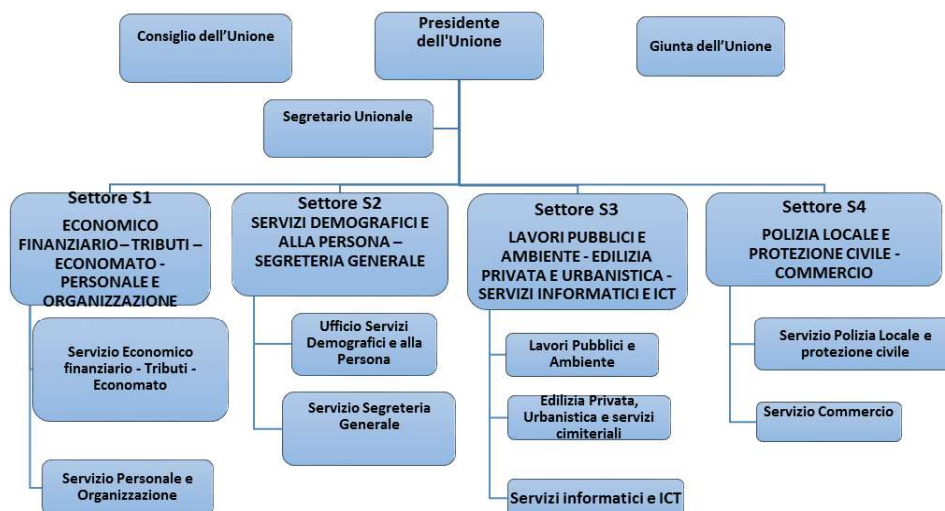 Consiglio dell’Unione
Presidente
dell'Unione
Giunta dell’Unione
Segretario Unionale
Settore S1
ECONOMICO
FINANZIARIO – TRIBUTI –
ECONOMATO -
PERSONALE E
ORGANIZZAZIONE
Servizio Economico
finanziario - Tributi -
Economato
Servizio Personale e
Organizzazione
Settore S2
SERVIZI DEMOGRAFICI E
ALLA PERSONA –
SEGRETERIA GENERALE
Ufficio Servizi
Demografici e alla
Persona
Servizio Segreteria
Generale
Settore S3
LAVORI PUBBLICI E
AMBIENTE - EDILIZIA
PRIVATA E URBANISTICA -
SERVIZI INFORMATICI E ICT
Lavori Pubblici e
Ambiente
Edilizia Privata,
Urbanistica e servizi
cimiteriali
Servizi informatici e ICT
Settore S4
POLIZIA LOCALE E
PROTEZIONE CIVILE -
COMMERCIO
Servizio Polizia Locale e
protezione civile
Servizio Commercio